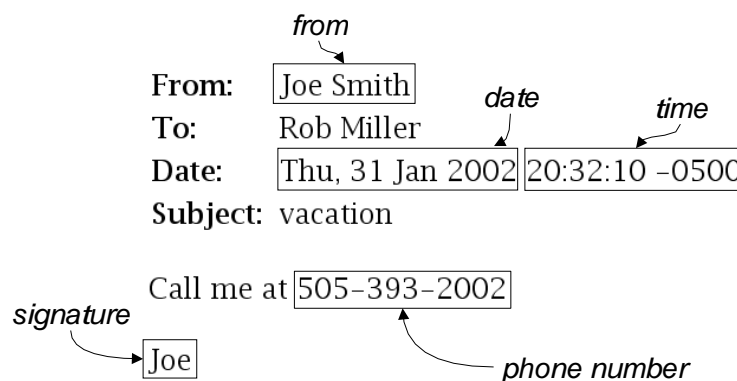 from
From: Joe Smith
date
time
To: Rob Miller
Date: Thu, 31 Jan 2002 20:32:10 -0500
Subject: vacation
Call me at 505-393-2002
signature
Joe
phone number